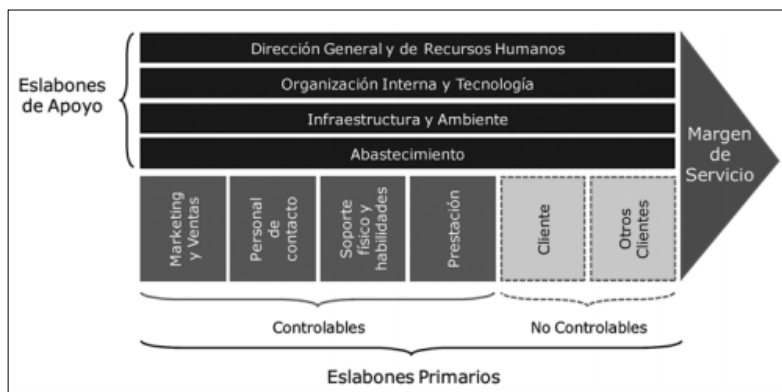 Dirección General y de Recursos Humanos
Organización Interna y Tecnología
Infraestructura y Ambiente
Abastecimiento
Eslabones
de Apoyo
Margen
de
Servicio
Marketing
y Ventas
Personal
de
contacto
Soporte
físico y
habilidades
Prestación
Cliente
Otros
Clientes
Controlables
No Controlables
Eslabones Primarios